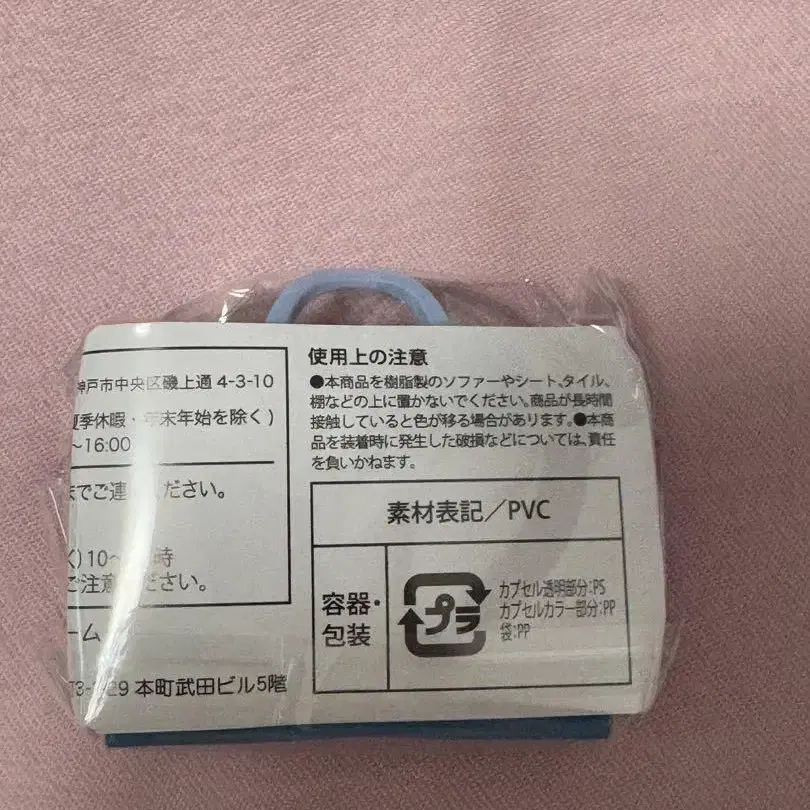 神戸市中央区磯上通 4-3-10
夏季休暇・年末年始を除く)
～16:00
までご連 ください。
く)10～ 時
ご注意ください。
ーム
29 本町武田ビル5階
使用上の注意
●本商品を樹脂製のソファーやシート、タイル、
棚などの上に置かないでください。商品が長時間
接触していると色が移る場合があります。●本商
品を装着時に発生した破損などについては、責任
を負いかねます。
素材表記／PVC
容器・
包装
プラ
カプセル透明部分:PS
カプセルカラー部分:PP
袋:PP